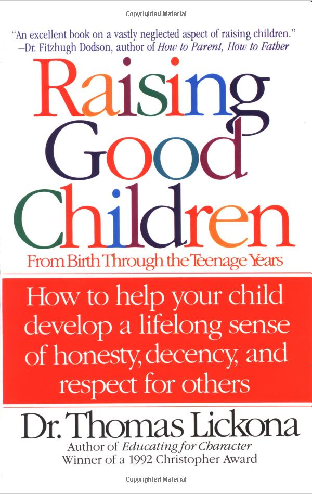 Copyrighted Material
"An excellent book on a vastly neglected aspect of raising children."
—Dr. Fitzhugh Dodson, author of How to Parent, How to Father
Raising
Good
Children
From Birth Through the Teenage Years
How to help your child
develop a lifelong sense
of honesty, decency, and
respect for others
Dr. Thomas Lickona
Author of Educating for Character
Winner of a 1992 Christopher Award
Copyrighted Material